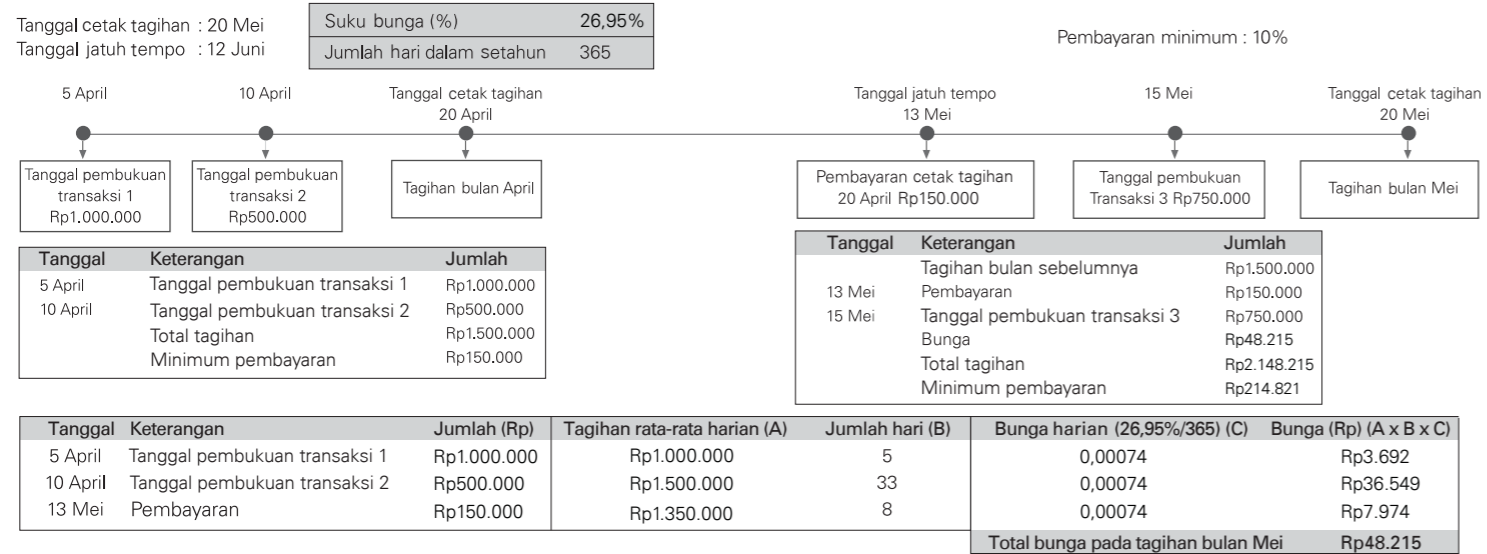 Tanggal cetak tagihan : 20 Mei
Tanggal jatuh tempo : 12 Juni
Suku bunga (%) 26,95%
Jumlah hari dalam setahun 365
Pembayaran minimum : 10%
5 April
10 April
Tanggal cetak tagihan
20 April
Tanggal jatuh tempo
13 Mei
15 Mei
Tanggal cetak tagihan
20 Mei
Tanggal pembukuan
transaksi 1
Rp1.000.000
Tanggal pembukuan
transaksi 2
Rp500.000
Tagihan bulan April
Pembayaran cetak tagihan
20 April Rp150.000
Tanggal pembukuan
Transaksi 3 Rp750.000
Tagihan bulan Mei
Tanggal Keterangan Jumlah
5 April Tanggal pembukuan transaksi 1 Rp1.000.000
10 April Tanggal pembukuan transaksi 2 Rp500.000
Total tagihan Rp1.500.000
Minimum pembayaran Rp150.000
Tanggal Keterangan Jumlah
Tagihan bulan sebelumnya Rp1.500.000
13 Mei Pembayaran Rp150.000
15 Mei Tanggal pembukuan transaksi 3 Rp750.000
Bunga Rp48.215
Total tagihan Rp2.148.215
Minimum pembayaran Rp214.821
Tanggal Keterangan Jumlah (Rp) Tagihan rata-rata harian (A) Jumlah hari (B) Bunga harian (26,95%/365) (C) Bunga (Rp) (A x B x C)
5 April Tanggal pembukuan transaksi 1 Rp1.000.000 Rp1.000.000 5 0,00074 Rp3.692
10 April Tanggal pembukuan transaksi 2 Rp500.000 Rp1.500.000 33 0,00074 Rp36.549
13 Mei Pembayaran Rp150.000 Rp1.350.000 8 0,00074 Rp7.974
Total bunga pada tagihan bulan Mei Rp48.215